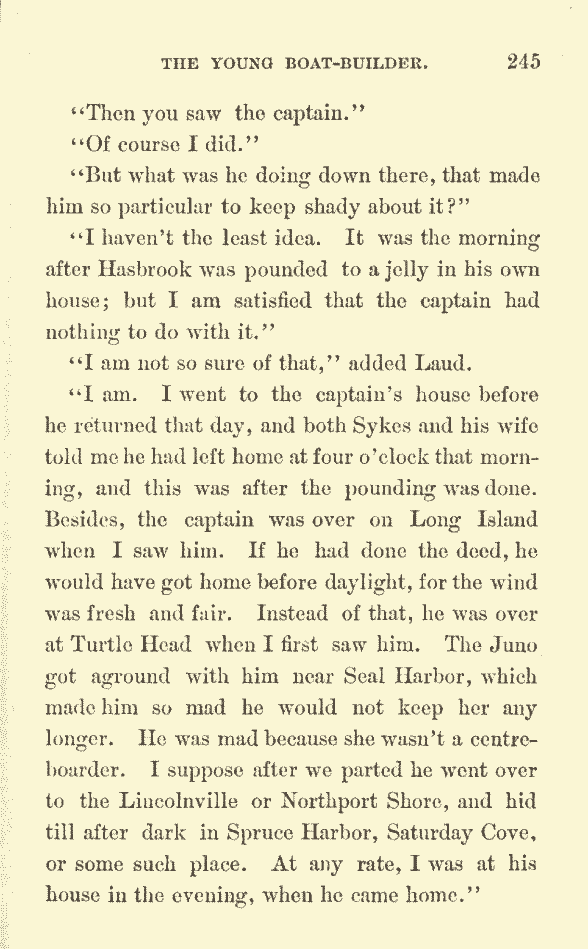 THE YOUNG BOAT-BUILDER. 245
"Then you saw the captain."
"Of course I did."
"But what was he doing down there, that made
him so particular to keep shady about it?"
"I haven't the least idea. It was the morning
after Hasbrook was pounded to a jelly in his own
house; but I am satisfied that the captain had
nothing to do with it."
"I am not so sure of that," added Laud.
"I am. I went to the captain's house before
he returned that day, and both Sykes and his wife
told me he had left home at four o'clock that morn-
ing, and this was after the pounding was done.
Besides, the captain was over on Long Island
when I saw him. If he had done the deed, he
would have got home before daylight, for the wind
was fresh and fair. Instead of that, he was over
at Turtle Head when I first saw him. The Juno
got aground with him near Seal Harbor, which
made him so mad he would not keep her any
longer. He was mad because she wasn't a centre-
boarder. I suppose after we parted he went over
to the Lincolnville or Northport Shore, and hid
till after dark in Spruce Harbor, Saturday Cove,
or some such place. At any rate, I was at his
house in the evening, when he came home."